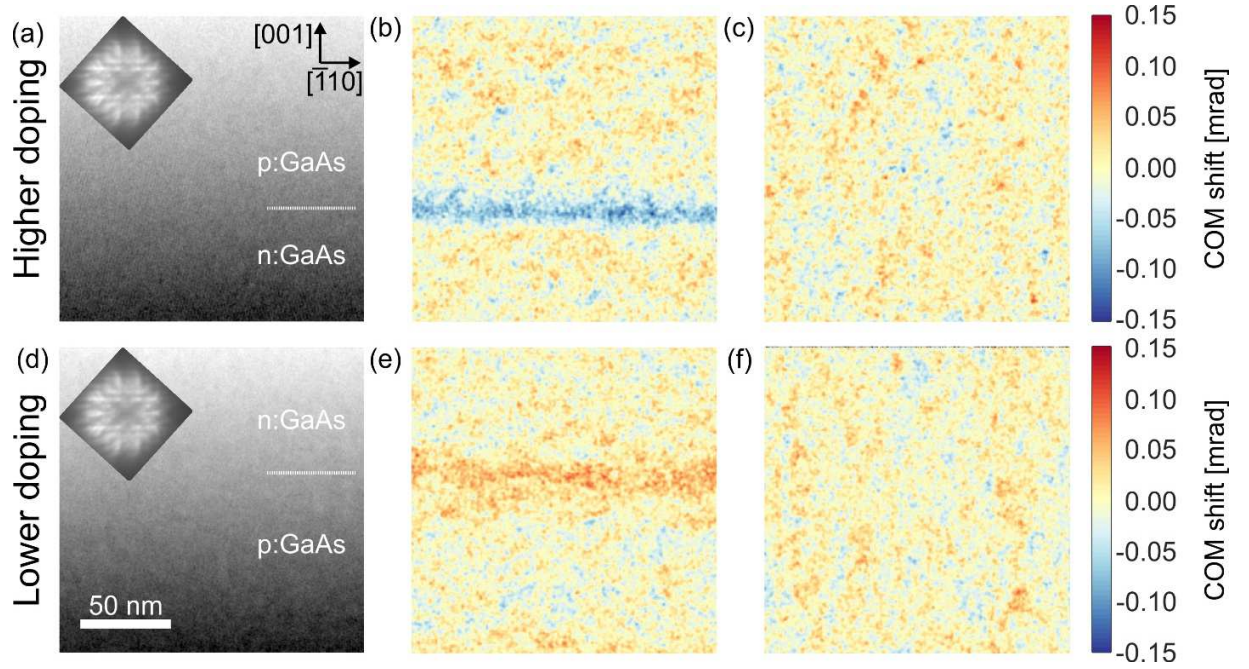 (a)
(b)
(c)
Higher doping
[001]
[1̄10]
p:GaAs
n:GaAs
0.15
0.10
0.05
0.00
-0.05
-0.10
-0.15
COM shift [mrad]
(d)
(e)
(f)
Lower doping
n:GaAs
p:GaAs
50 nm
0.15
0.10
0.05
0.00
-0.05
-0.10
-0.15
COM shift [mrad]